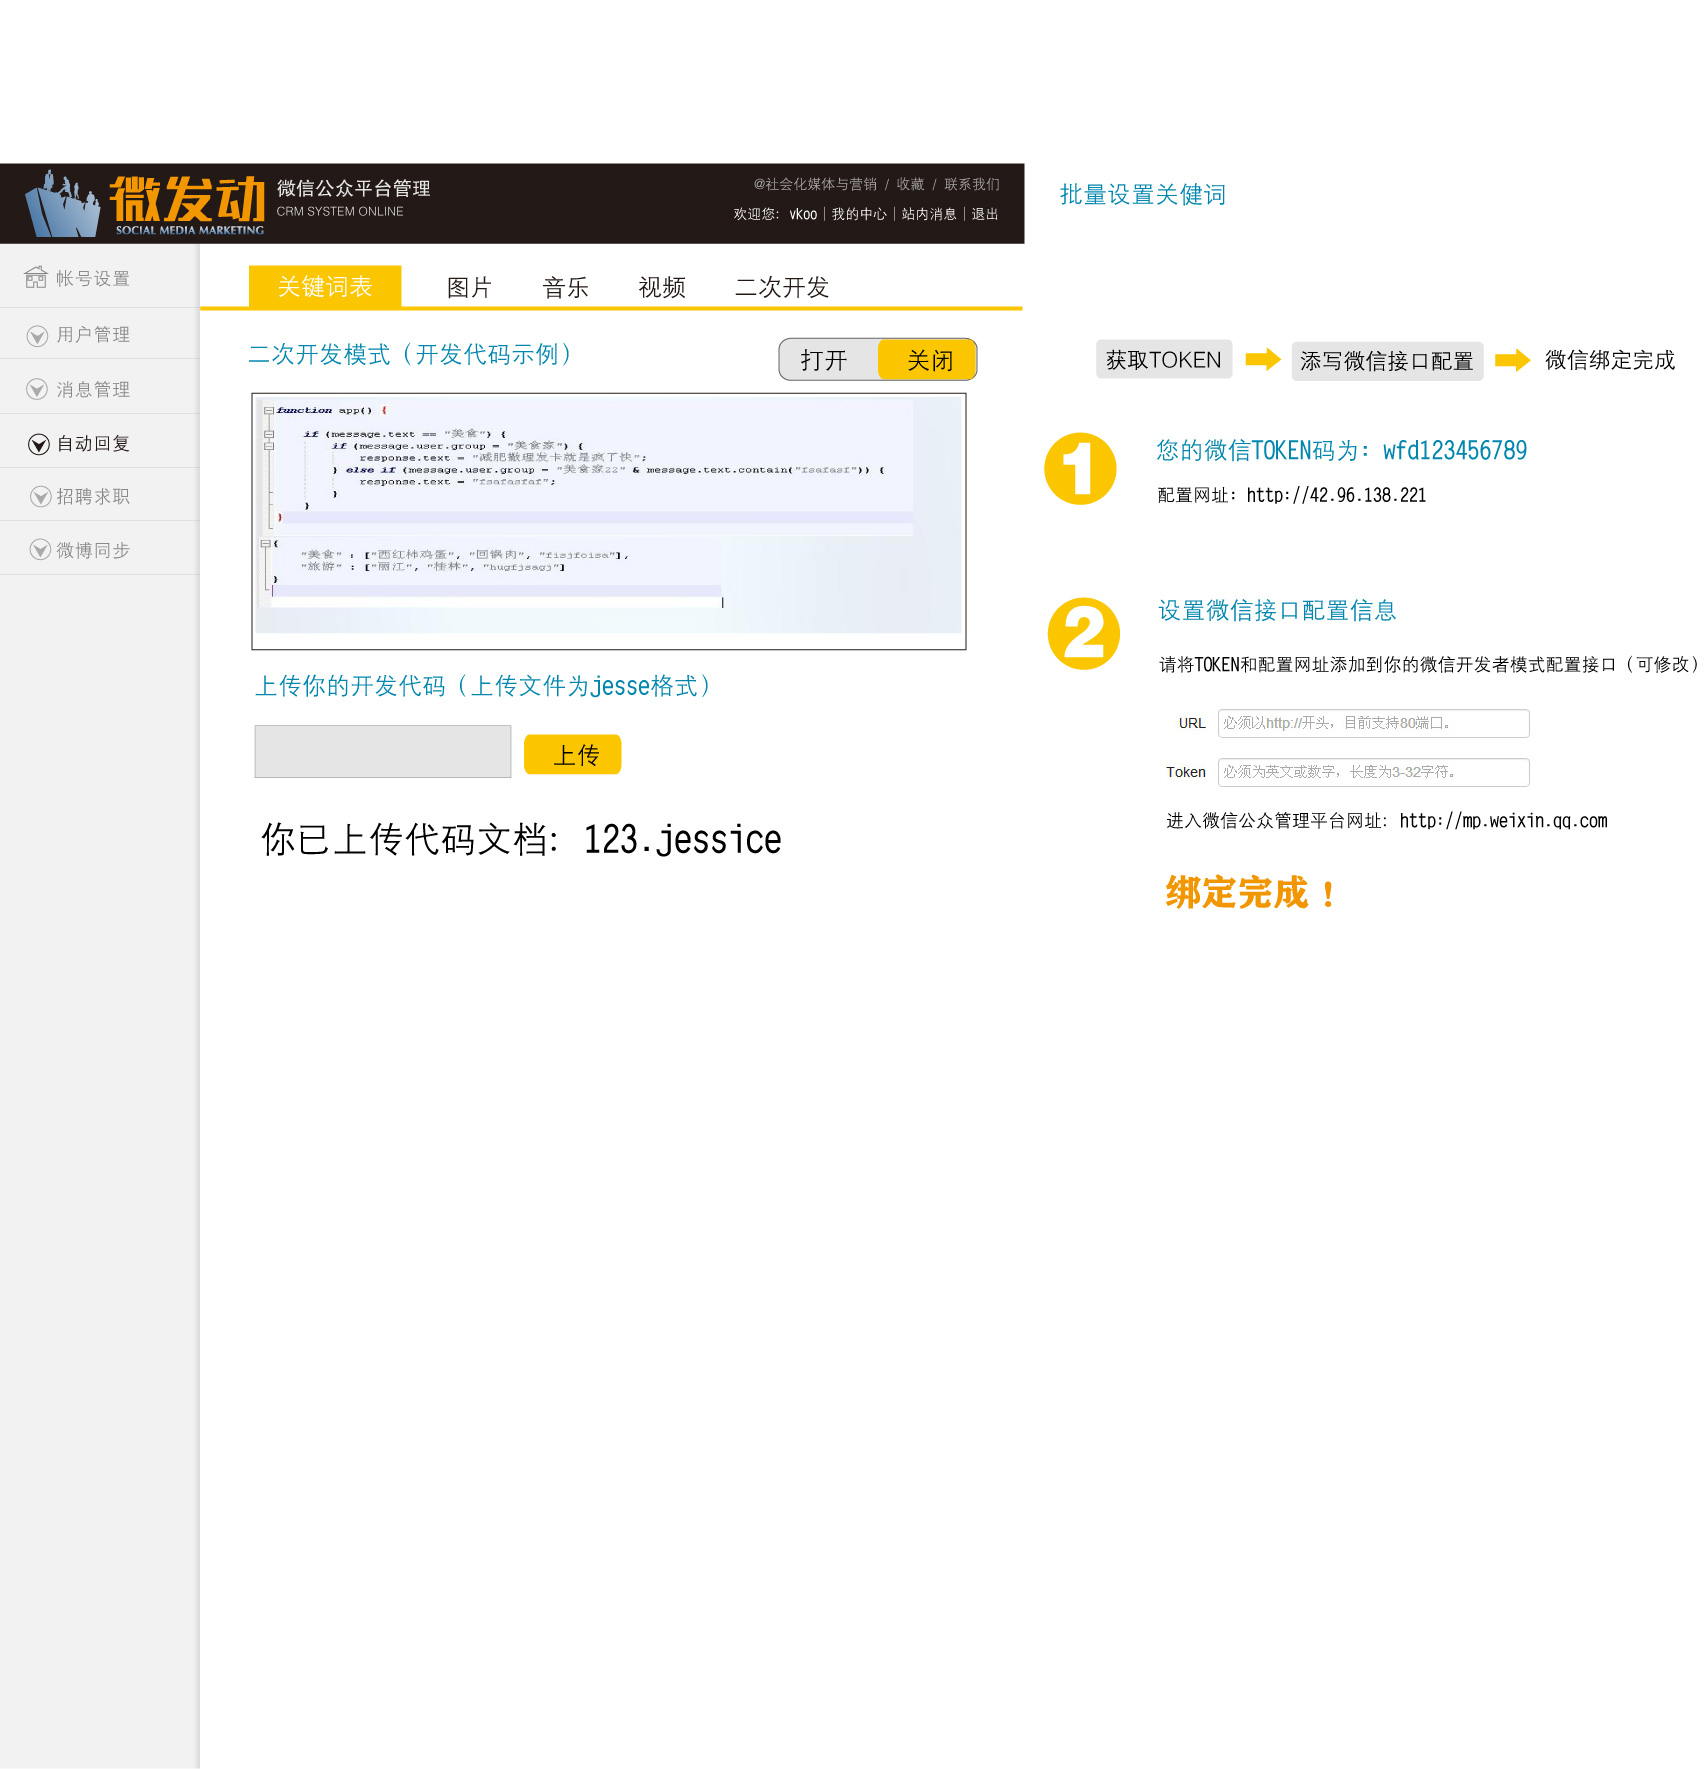 微发动
SOCIAL MEDIA MARKETING
微信公众平台管理
CRM SYSTEM ONLINE
@社会化媒体与营销 / 收藏 / 联系我们
欢迎您: vkoo | 我的中心 | 站内消息 | 退出
帐号设置
用户管理
消息管理
自动回复
招聘求职
微博同步
关键词表 图片 音乐 视频 二次开发
二次开发模式（开发代码示例）
打开 关闭
function app() {
if (message.text == "美食") {
if (message.user.group = "美食家") {
response.text = "减肥散理发卡就是疯了快";
} else if (message.user.group = "美食家22" & message.text.contain("fsafasf")) {
response.text = "fsafasfaf";
}
}
}
{
"美食" : ["西红柿鸡蛋", "回锅肉", "fisjfoisa"],
"旅游" : ["丽江", "桂林", "hugfjsagj"]
}
上传你的开发代码（上传文件为jesse格式）
上传
你已上传代码文档: 123.jessice
批量设置关健词
获取TOKEN 添写微信接口配置 微信绑定完成
1
您的微信TOKEN码为: wfd123456789
配置网址: http://42.96.138.221
2
设置微信接口配置信息
请将TOKEN和配置网址添加到你的微信开发者模式配置接口（可修改）
URL 必须以http://开头，目前支持80端口。
Token 必须为英文或数字，长度为3-32字符。
进入微信公众管理平台网址: http://mp.weixin.qq.com
绑定完成！